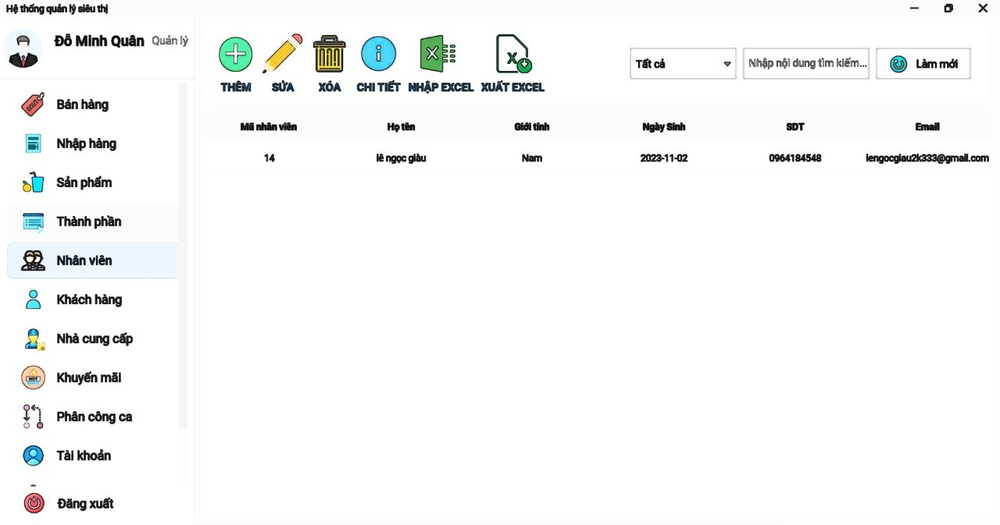 Hệ thống quản lý siêu thị
Đỗ Minh Quân Quản lý
Bán hàng
Nhập hàng
Sản phẩm
Thành phần
Nhân viên
Khách hàng
Nhà cung cấp
Khuyến mãi
Phân công ca
Tài khoản
Đăng xuất
THÊM SỬA XÓA CHI TIẾT NHẬP EXCEL XUẤT EXCEL
Tất cả Nhập nội dung tìm kiếm... Làm mới
Mã nhân viên Họ tên Giới tính Ngày Sinh SDT Email
14 lê ngọc giàu Nam 2023-11-02 0964184548 lengocgiau2k333@gmail.com